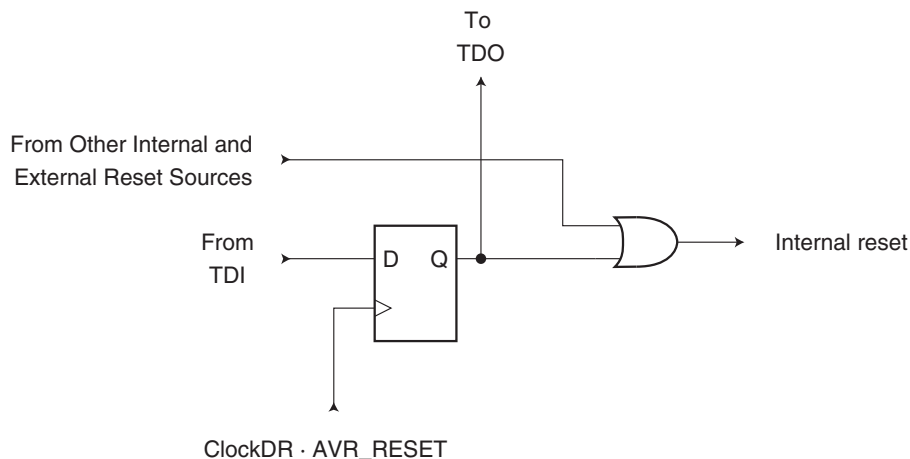 To
TDO
From Other Internal and
External Reset Sources
From
TDI
D
Q
Internal reset
ClockDR · AVR_RESET